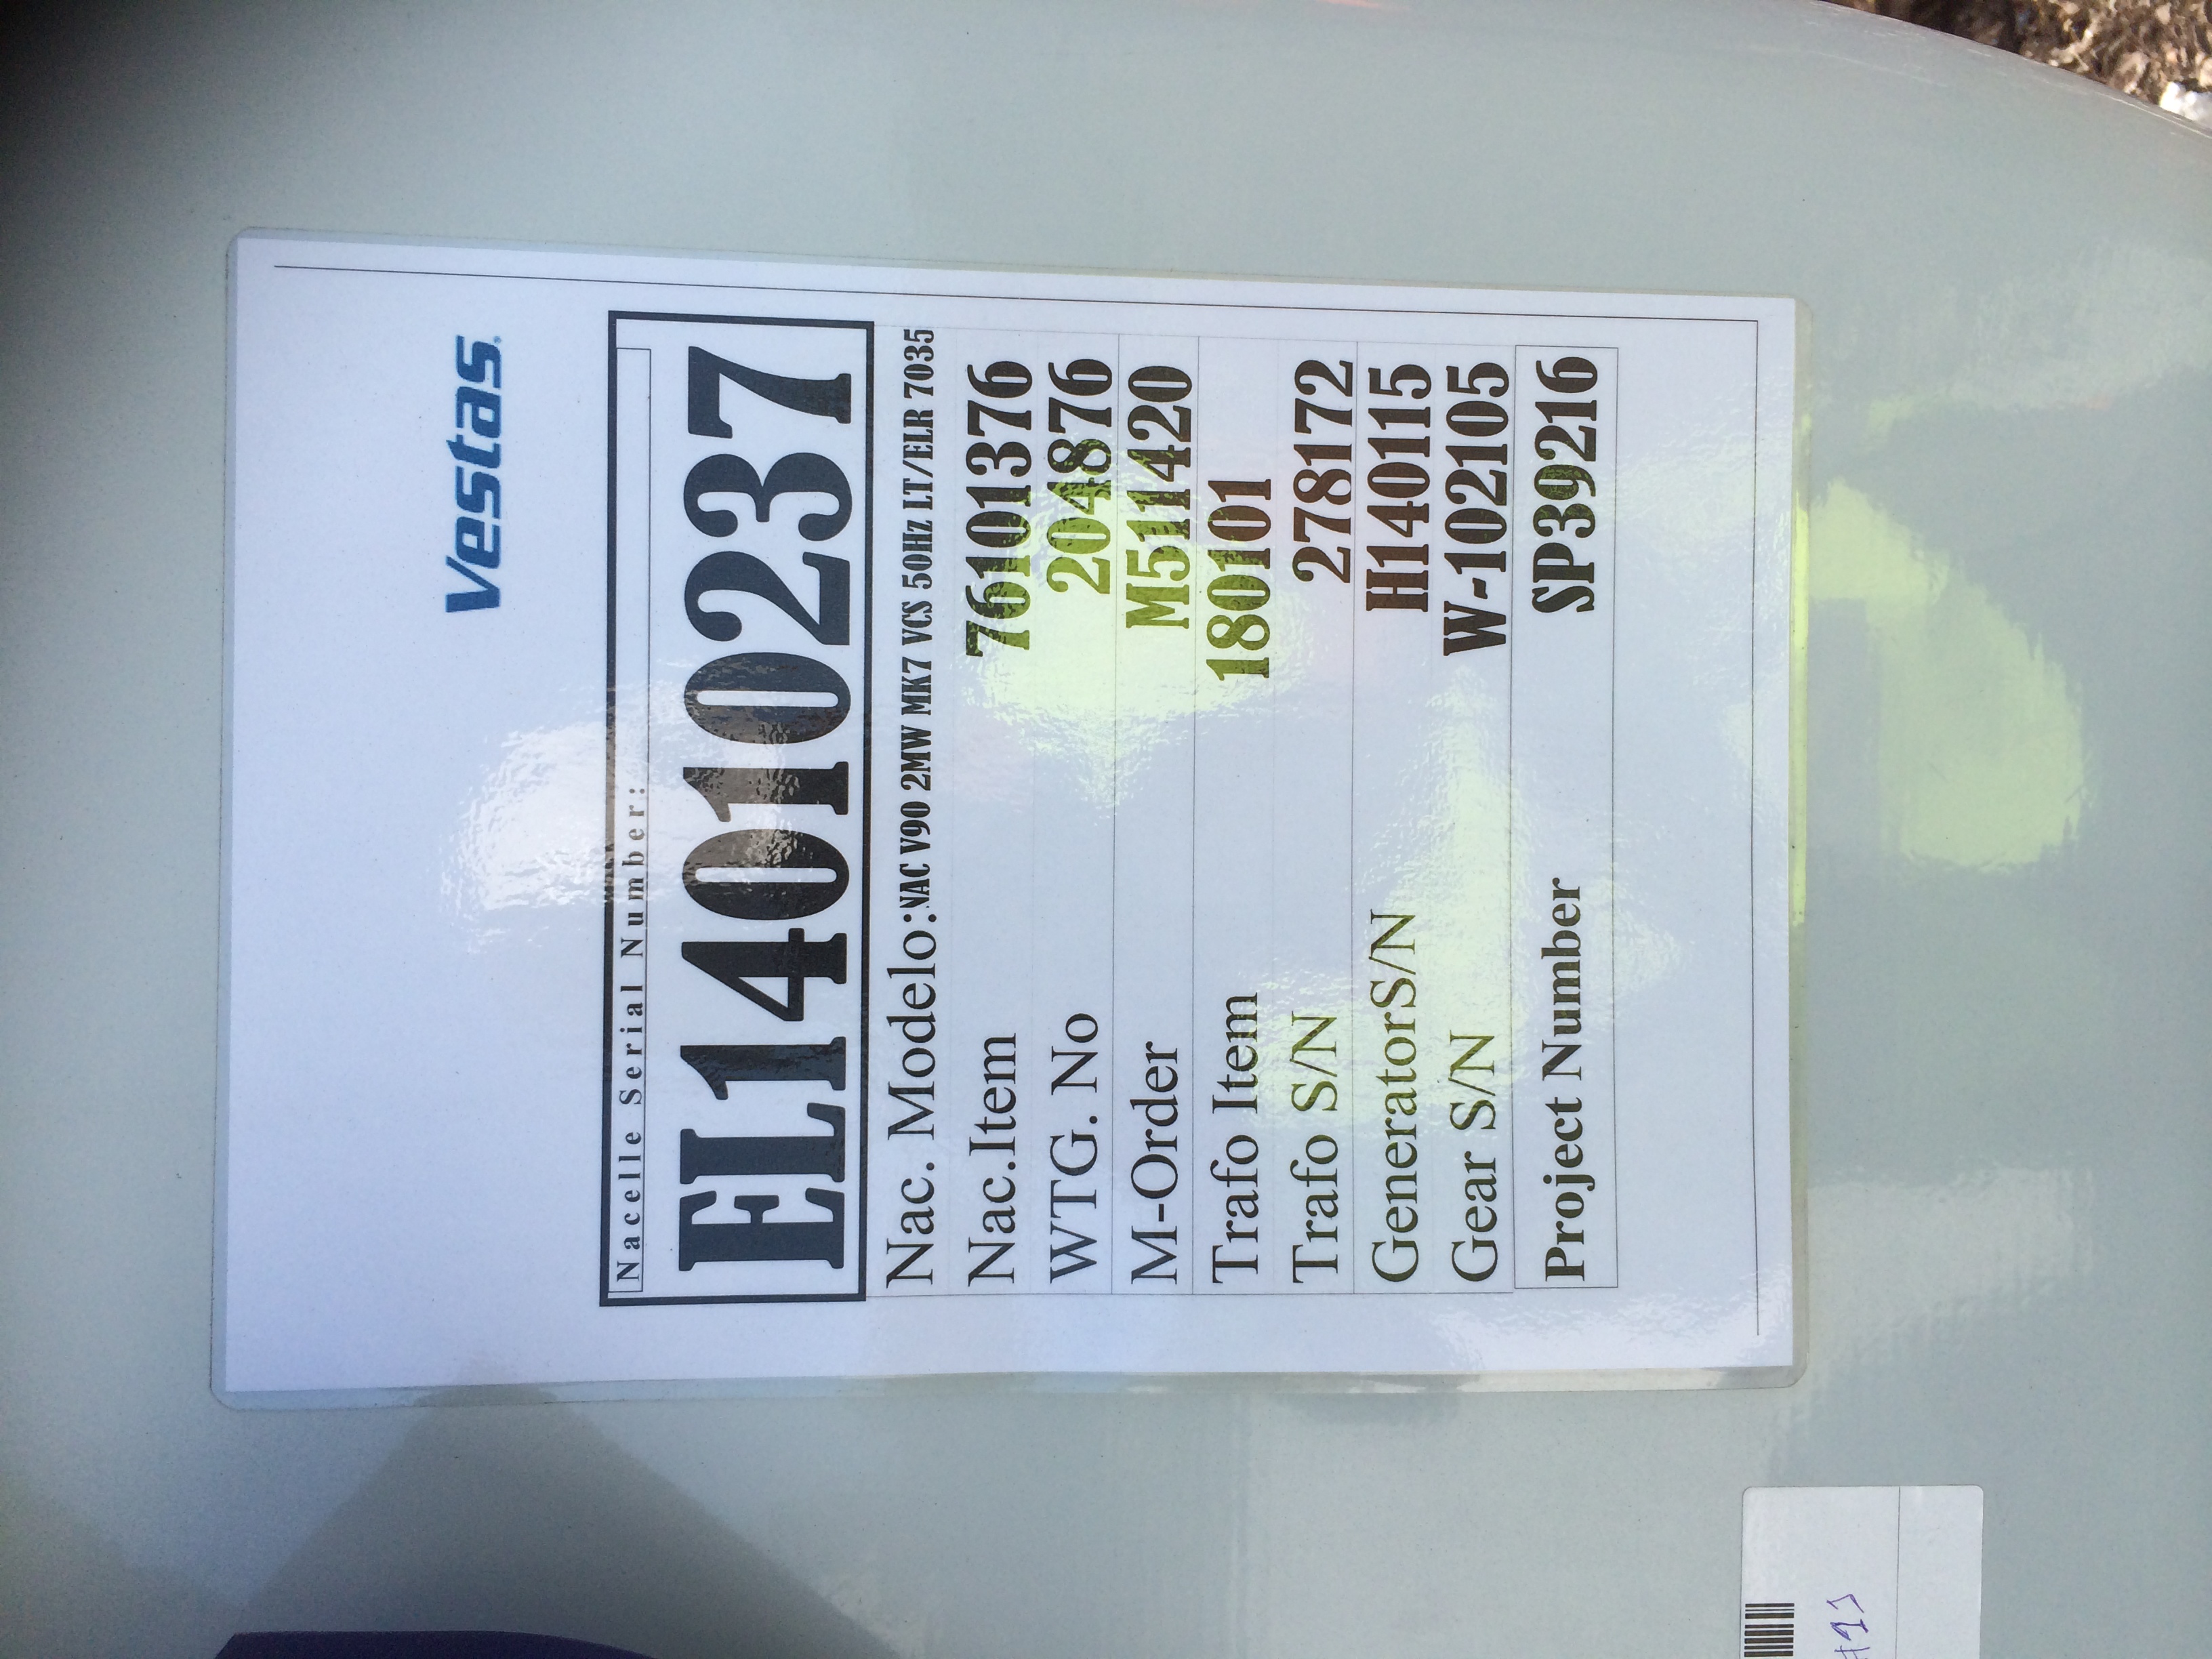 Vestas
Nacelle Serial Number:
EL14010237
Nac. Modelo:NAC V90 2MW MK7 VCS 50Hz LT/ELR 7035
Nac.Item 76101376
WTG. No 204876
M-Order M511420
Trafo Item 180101
Trafo S/N 278172
GeneratorS/N H140115
Gear S/N W-102105
Project Number SP39216